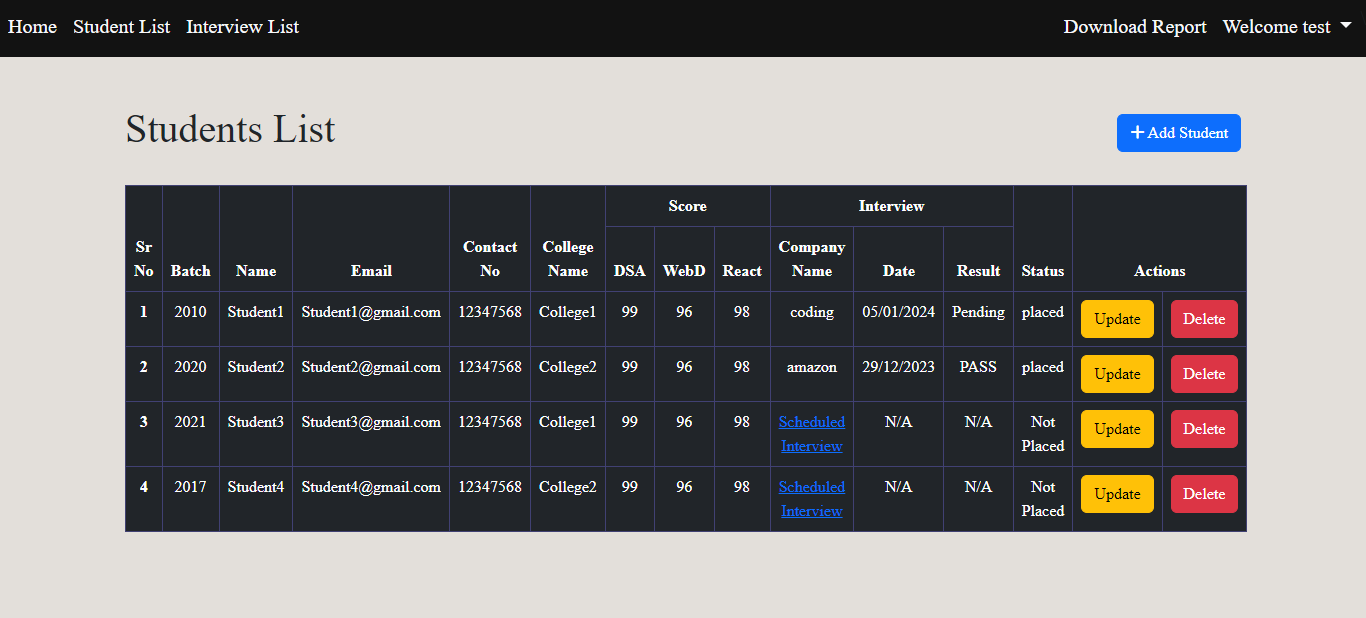 Home Student List Interview List Download Report Welcome test
Students List
+ Add Student
Score Interview
Sr No Batch Name Email Contact No College Name DSA WebD React Company Name Date Result Status Actions
1 2010 Student1 Student1@gmail.com 12347568 College1 99 96 98 coding 05/01/2024 Pending placed Update Delete
2 2020 Student2 Student2@gmail.com 12347568 College2 99 96 98 amazon 29/12/2023 PASS placed Update Delete
3 2021 Student3 Student3@gmail.com 12347568 College1 99 96 98 Scheduled Interview N/A N/A Not Placed Update Delete
4 2017 Student4 Student4@gmail.com 12347568 College2 99 96 98 Scheduled Interview N/A N/A Not Placed Update Delete